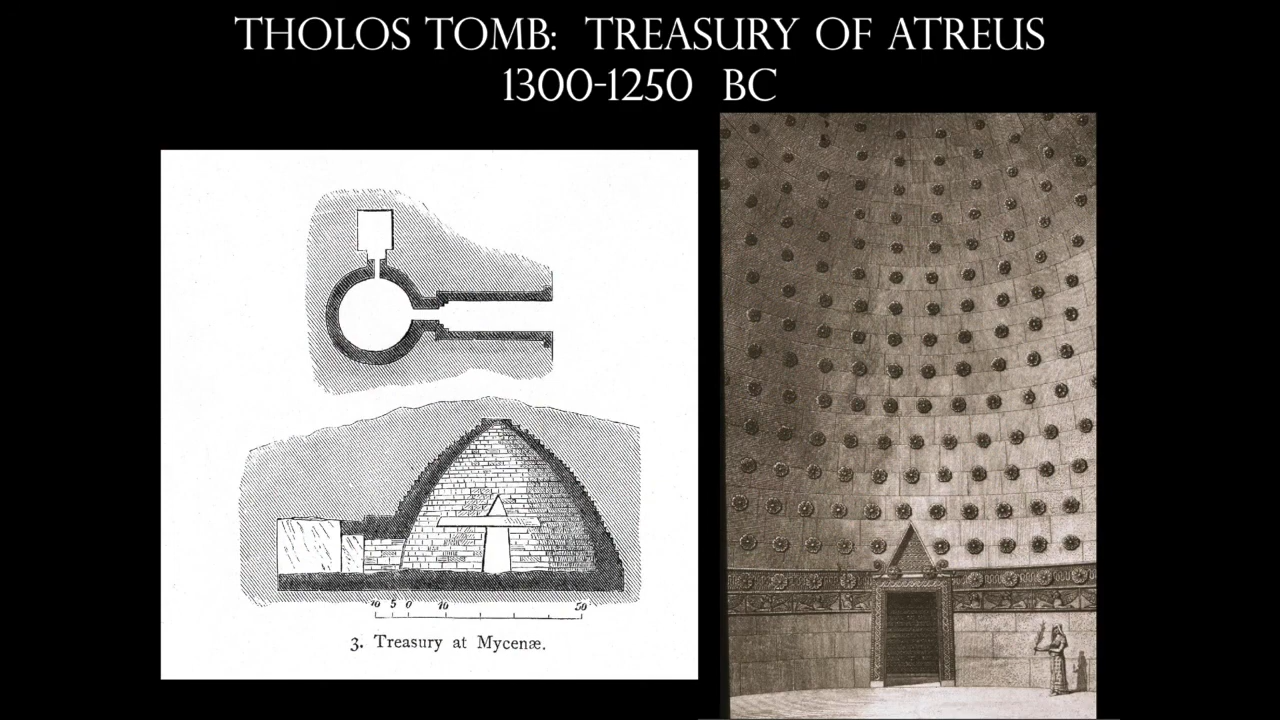 THOLOS TOMB: TREASURY OF ATREUS
1300-1250 BC
10 5 0 10 50
3. Treasury at Mycenæ.